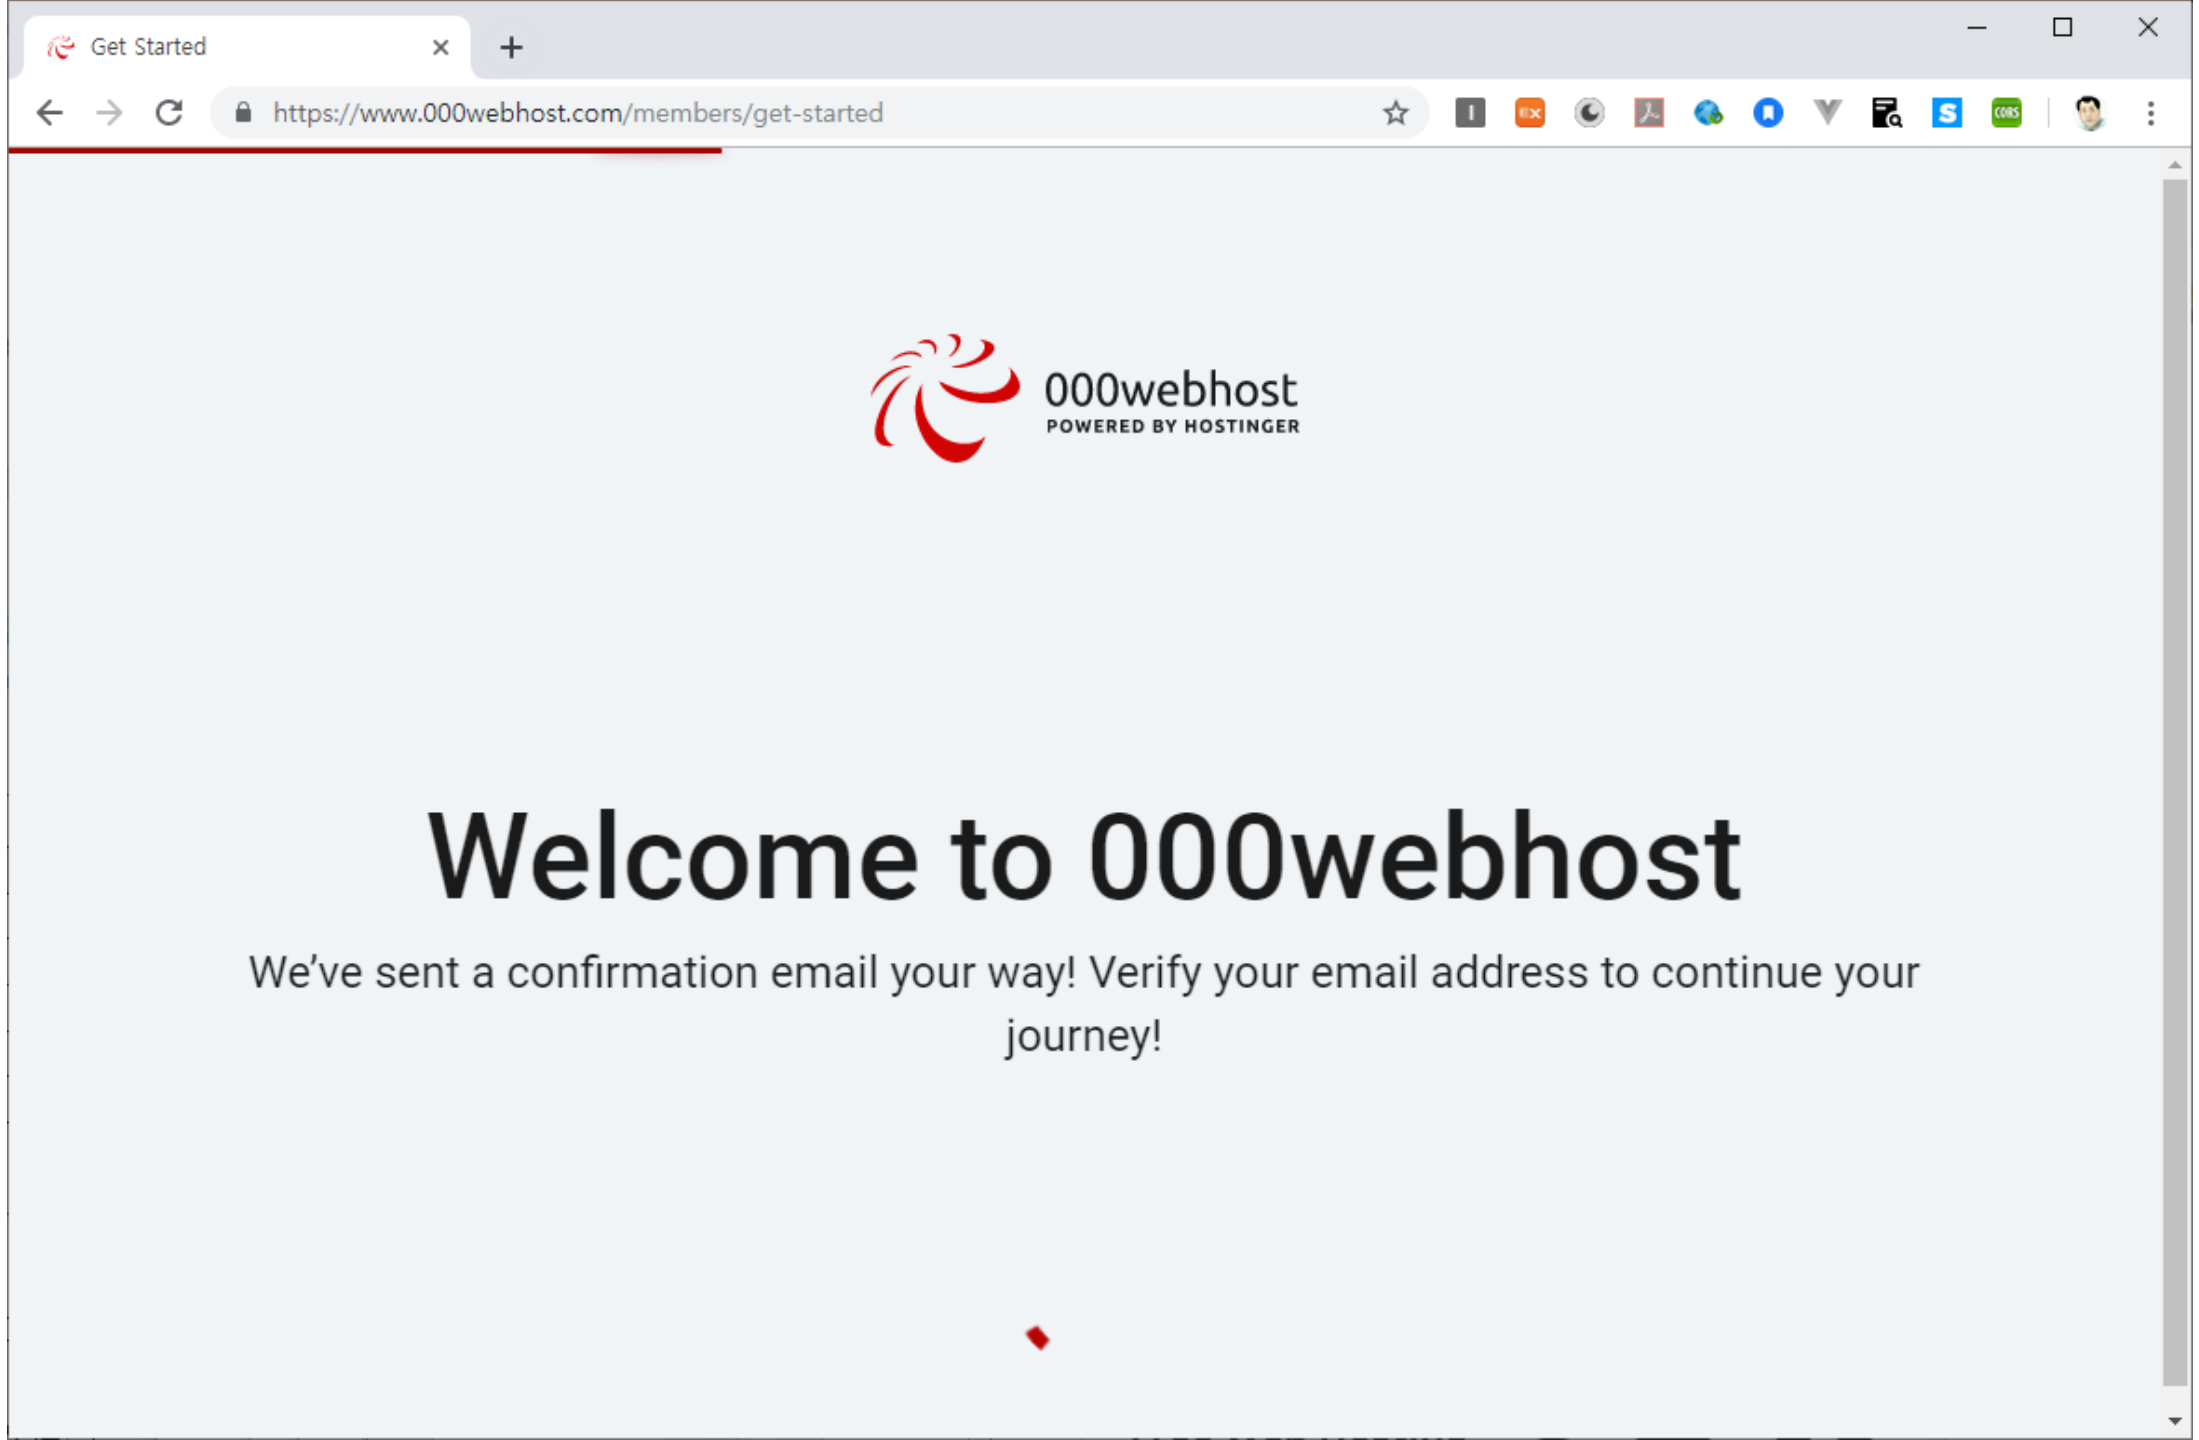 Get Started
https://www.000webhost.com/members/get-started
CORS
000webhost
POWERED BY HOSTINGER
Welcome to 000webhost
We’ve sent a confirmation email your way! Verify your email address to continue your
journey!